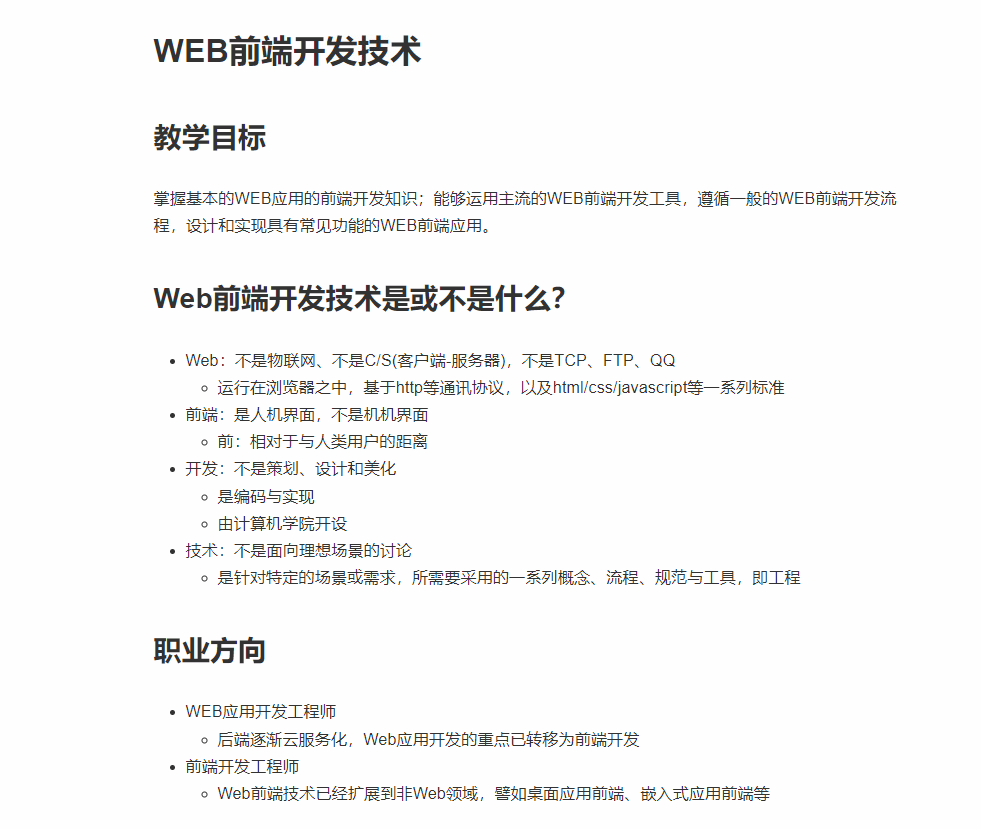 WEB前端开发技术
教学目标
掌握基本的WEB应用的前端开发知识；能够运用主流的WEB前端开发工具，遵循一般的WEB前端开发流
程，设计和实现具有常见功能的WEB前端应用。
Web前端开发技术是或不是什么？
Web：不是物联网、不是C/S(客户端-服务器)，不是TCP、FTP、QQ
运行在浏览器之中，基于http等通讯协议，以及html/css/javascript等一系列标准
前端：是人机界面，不是机机界面
前：相对于与人类用户的距离
开发：不是策划、设计和美化
是编码与实现
由计算机学院开设
技术：不是面向理想场景的讨论
是针对特定的场景或需求，所需要采用的一系列概念、流程、规范与工具，即工程
职业方向
WEB应用开发工程师
后端逐渐云服务化，Web应用开发的重点已转移为前端开发
前端开发工程师
Web前端技术已经扩展到非Web领域，譬如桌面应用前端、嵌入式应用前端等